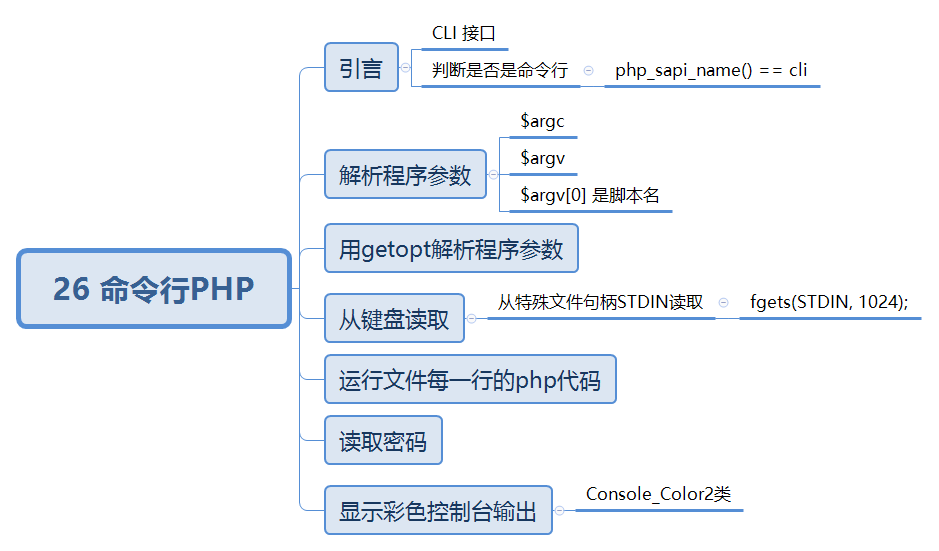 26 命令行PHP
引言
CLI 接口
判断是否是命令行
php_sapi_name() == cli
解析程序参数
$argc
$argv
$argv[0] 是脚本名
用getopt解析程序参数
从键盘读取
从特殊文件句柄STDIN读取
fgets(STDIN, 1024);
运行文件每一行的php代码
读取密码
显示彩色控制台输出
Console_Color2类